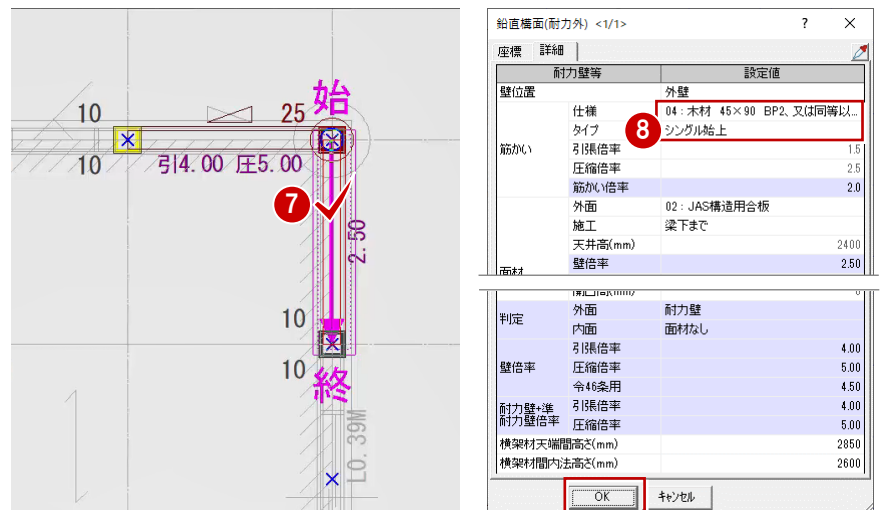 始
10
25
10
引4.00 圧5.00
7
2.50
10
10
終
L0.39M
鉛直構面(耐力外) <1/1>
? ×
座標 詳細
耐力壁等 設定値
壁位置 外壁
筋かい
仕様 04：木材 45×90 BP2、又は同等以…
タイプ シングル始上
8
引張倍率 1.5
圧縮倍率 2.5
筋かい倍率 2.0
面材
外面 02：JAS構造用合板
施工 梁下まで
天井高(mm) 2400
壁倍率 2.50
判定
外面 耐力壁
内面 面材なし
壁倍率
引張倍率 4.00
圧縮倍率 5.00
令46条用 4.50
耐力壁+準
耐力壁倍率
引張倍率 4.00
圧縮倍率 5.00
横架材天端間高さ(mm) 2850
横架材間内法高さ(mm) 2600
OK キャンセル